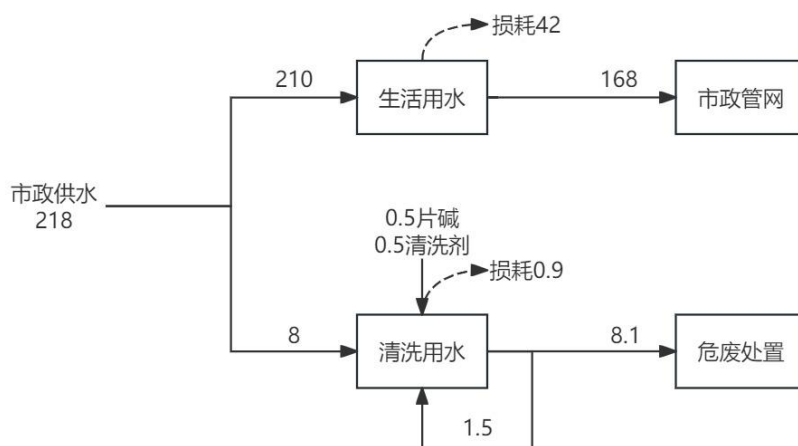 损耗42
210
生活用水
168
市政管网
市政供水
218
0.5片碱
0.5清洗剂
损耗0.9
8
清洗用水
8.1
危废处置
1.5